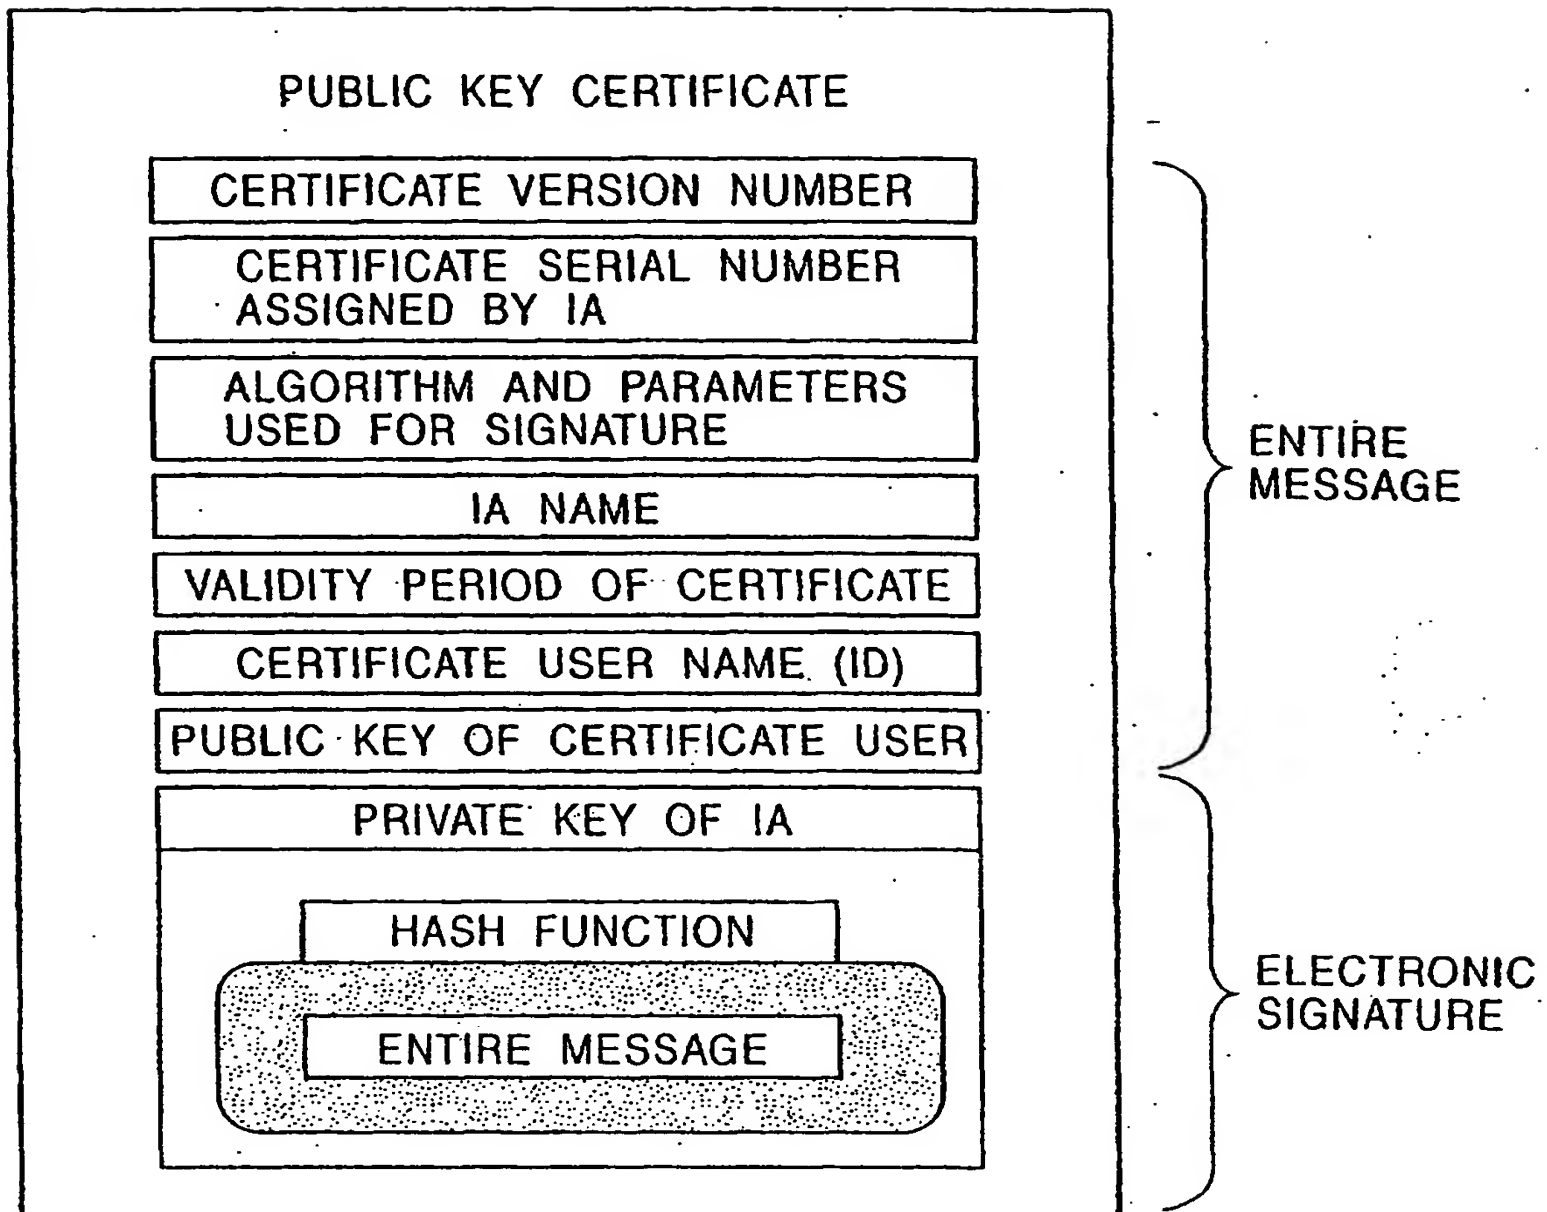 PUBLIC KEY CERTIFICATE
CERTIFICATE VERSION NUMBER
CERTIFICATE SERIAL NUMBER
ASSIGNED BY IA
ALGORITHM AND PARAMETERS
USED FOR SIGNATURE
IA NAME
VALIDITY PERIOD OF CERTIFICATE
CERTIFICATE USER NAME (ID)
PUBLIC KEY OF CERTIFICATE USER
ENTIRE
MESSAGE
PRIVATE KEY OF IA
HASH FUNCTION
ENTIRE MESSAGE
ELECTRONIC
SIGNATURE